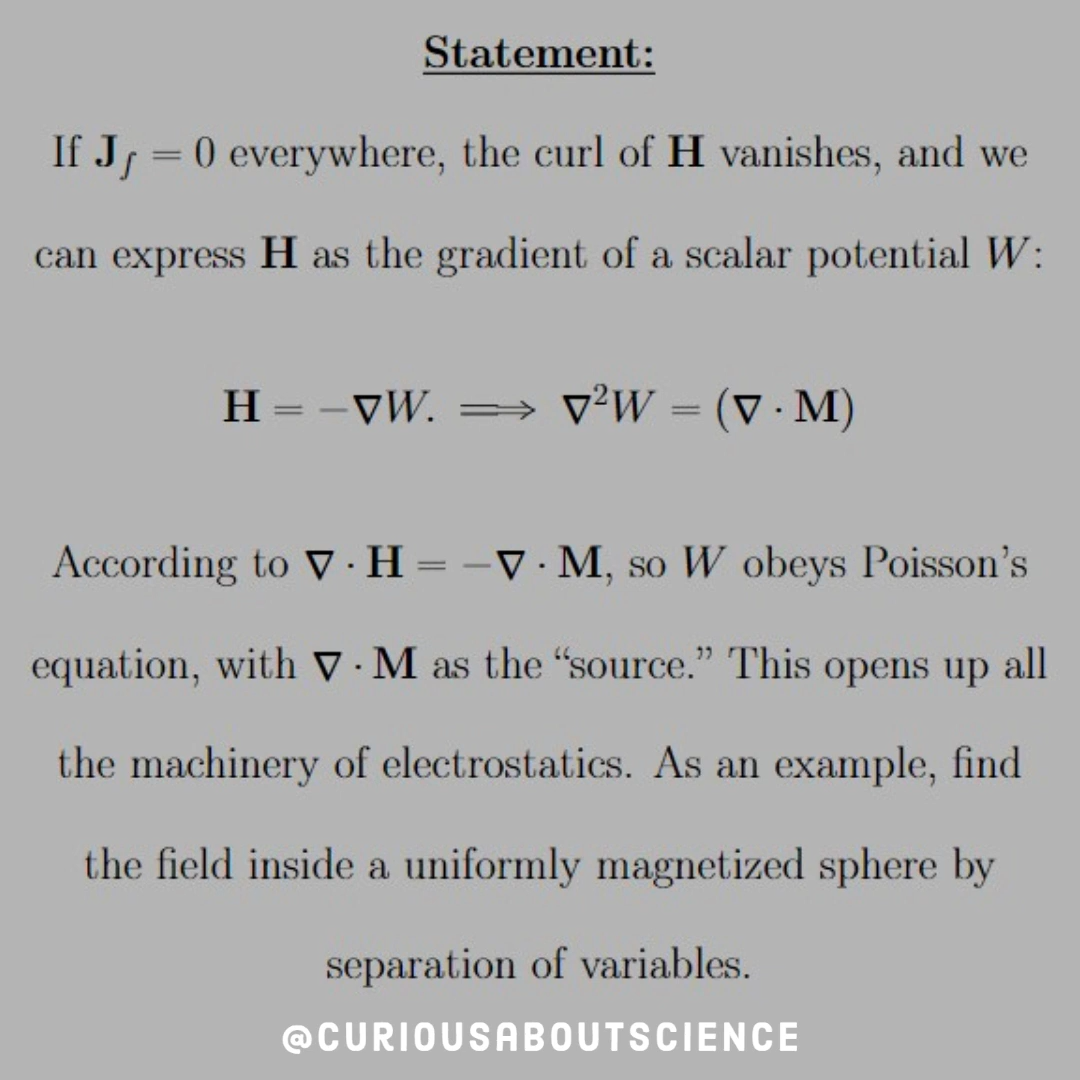 Statement:
If 𝐉_f = 0 everywhere, the curl of 𝐇 vanishes, and we
can express 𝐇 as the gradient of a scalar potential W:
𝐇 = −∇W. ⟹ ∇²W = (∇ · 𝐌)
According to ∇ · 𝐇 = −∇ · 𝐌, so W obeys Poisson’s
equation, with ∇ · 𝐌 as the “source.” This opens up all
the machinery of electrostatics. As an example, find
the field inside a uniformly magnetized sphere by
separation of variables.
@CURIOUSABOUTSCIENCE